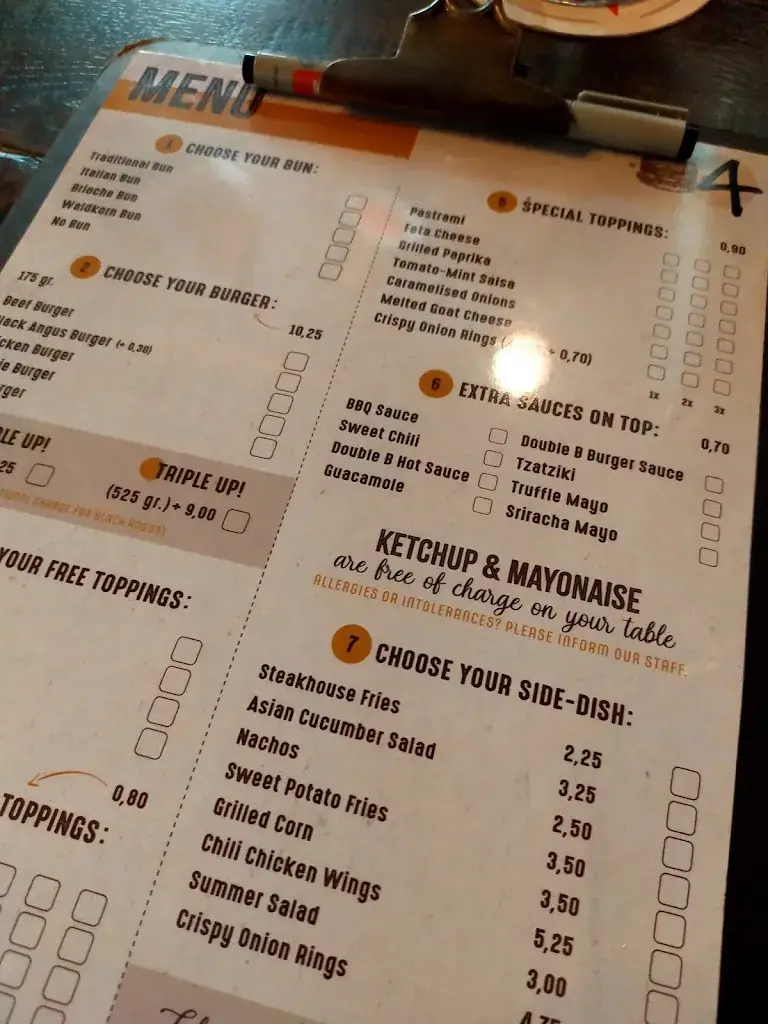 MENU
4
1 CHOOSE YOUR BUN:
Traditional Bun
Italian Bun
Brioche Bun
Waldkorn Bun
No Bun
2 CHOOSE YOUR BURGER:
175 gr. 10,25
Beef Burger
Angus Burger (+ 0,30)
Burger
Burger
UP!
TRIPLE UP!
(525 gr.) + 9,00
CHARGE FOR BLACK ANGUS)
YOUR FREE TOPPINGS:
0,80
TOPPINGS:
SPECIAL TOPPINGS:
0,90
Pastrami
Feta Cheese
Grilled Paprika
Tomato-Mint Salsa
Caramelised Onions
Melted Goat Cheese
Crispy Onion Rings + 0,70)
1x 2x 3x
6 EXTRA SAUCES ON TOP:
0,70
BBQ Sauce
Sweet Chili
Double B Hot Sauce
Guacamole
Double B Burger Sauce
Tzatziki
Truffle Mayo
Sriracha Mayo
KETCHUP & MAYONAISE
are free of charge on your table
ALLERGIES OR INTOLERANCES? PLEASE INFORM OUR STAFF.
7 CHOOSE YOUR SIDE-DISH:
Steakhouse Fries 2,25
Asian Cucumber Salad 3,25
Nachos 2,50
Sweet Potato Fries 3,50
Grilled Corn 3,50
Chili Chicken Wings 5,25
Summer Salad 3,00
Crispy Onion Rings